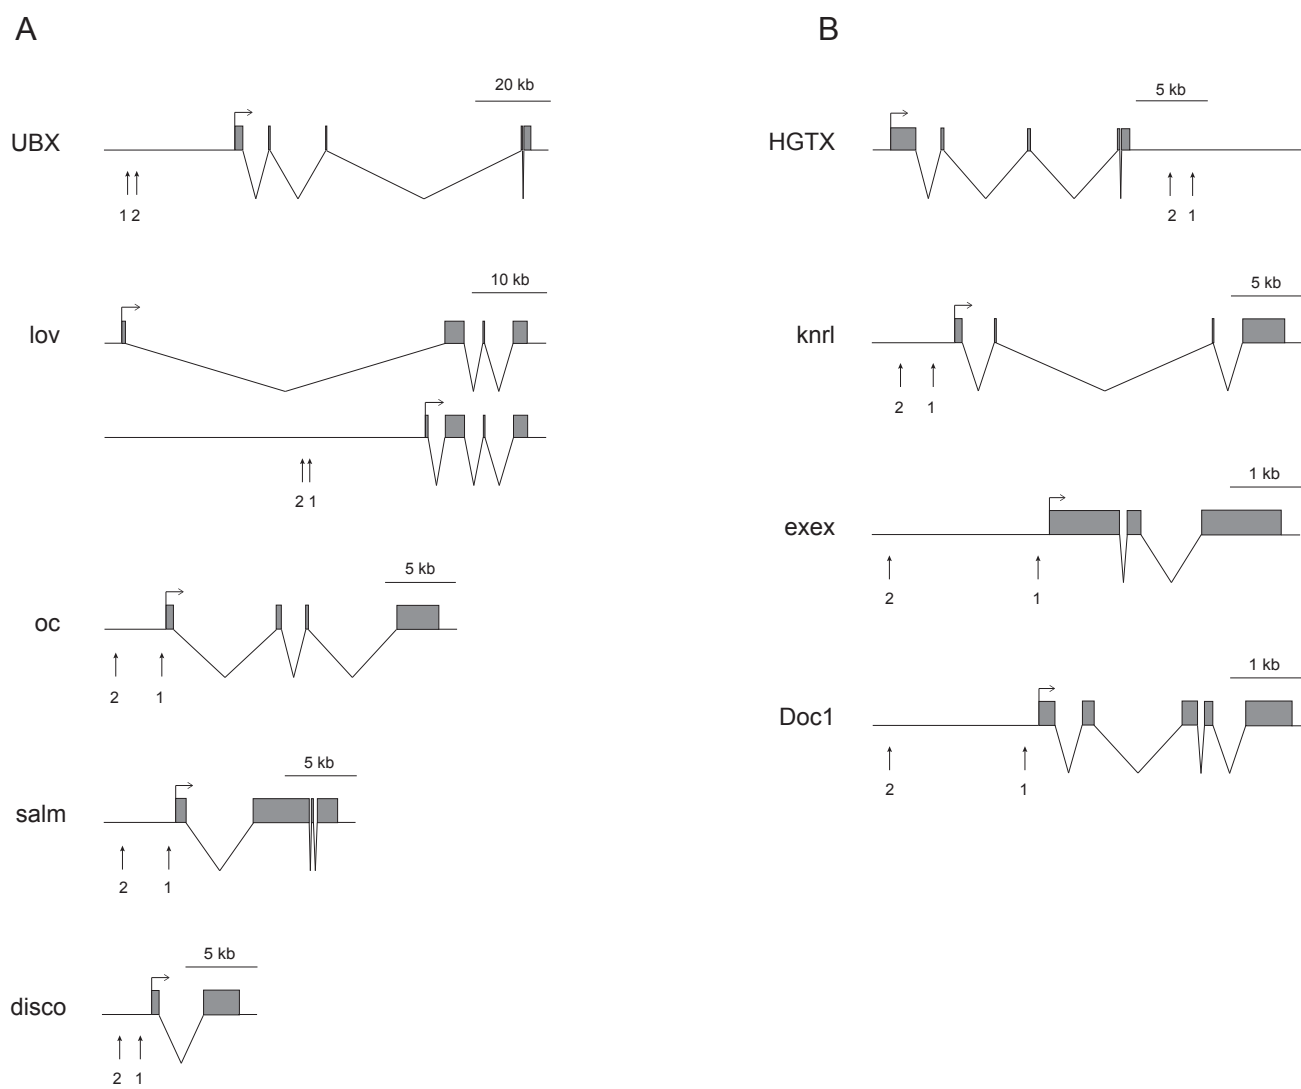 A
20 kb
UBX
1 2
10 kb
lov
2 1
5 kb
oc
2 1
5 kb
salm
2 1
5 kb
disco
2 1
B
5 kb
HGTX
2 1
5 kb
knrl
2 1
1 kb
exex
2 1
1 kb
Doc1
2 1